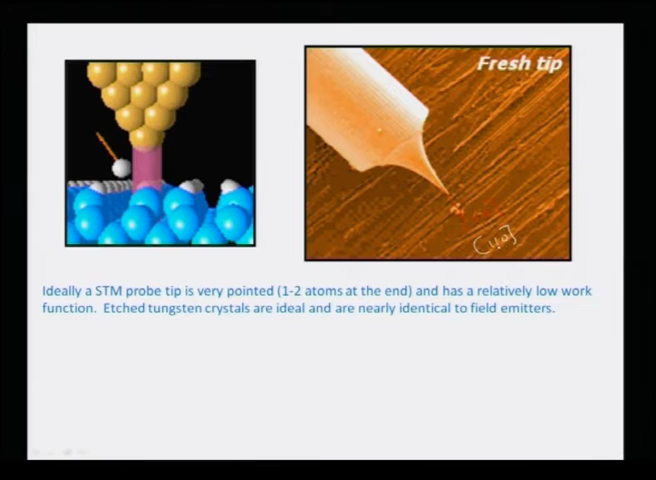 Fresh tip
Ideally a STM probe tip is very pointed (1-2 atoms at the end) and has a relatively low work
function. Etched tungsten crystals are ideal and are nearly identical to field emitters.